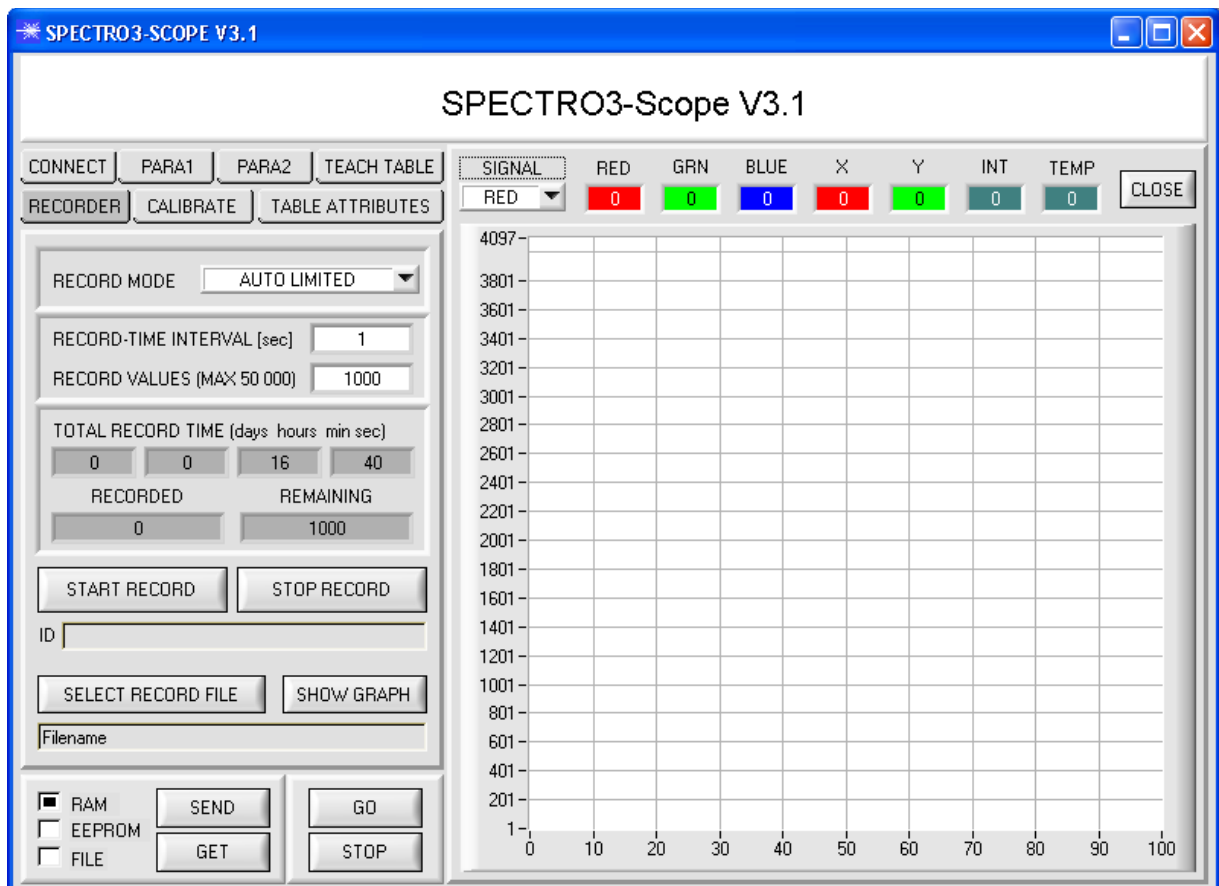 SPECTRO3-SCOPE V3.1
SPECTRO3-Scope V3.1
CONNECT PARA1 PARA2 TEACH TABLE
RECORDER CALIBRATE TABLE ATTRIBUTES
RECORD MODE AUTO LIMITED
RECORD-TIME INTERVAL [sec] 1
RECORD VALUES (MAX 50 000) 1000
TOTAL RECORD TIME (days hours min sec)
0 0 16 40
RECORDED REMAINING
0 1000
START RECORD STOP RECORD
ID
SELECT RECORD FILE SHOW GRAPH
Filename
RAM
EEPROM
FILE
SEND
GET
GO
STOP
SIGNAL RED GRN BLUE X Y INT TEMP
RED 0 0 0 0 0 0 0
CLOSE
4097
3801
3601
3401
3201
3001
2801
2601
2401
2201
2001
1801
1601
1401
1201
1001
801
601
401
201
1
0 10 20 30 40 50 60 70 80 90 100